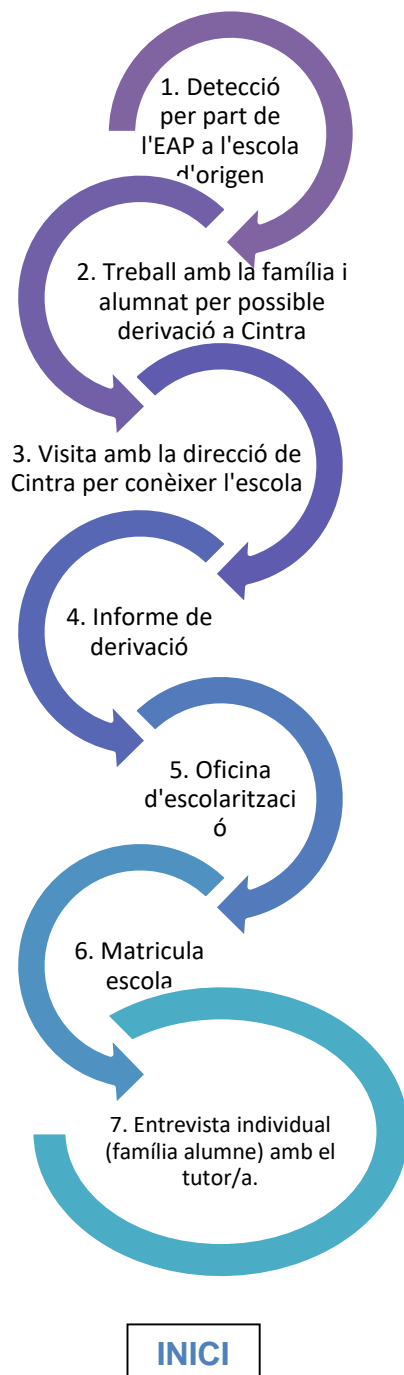 1. Detecció
per part de
l'EAP a l'escola
d'origen
2. Treball amb la família i
alumnat per possible
derivació a Cintra
3. Visita amb la direcció de
Cintra per conèixer l'escola
4. Informe de
derivació
5. Oficina
d'escolaritzaci
ó
6. Matricula
escola
7. Entrevista individual
(família alumne) amb el
tutor/a.
INICI